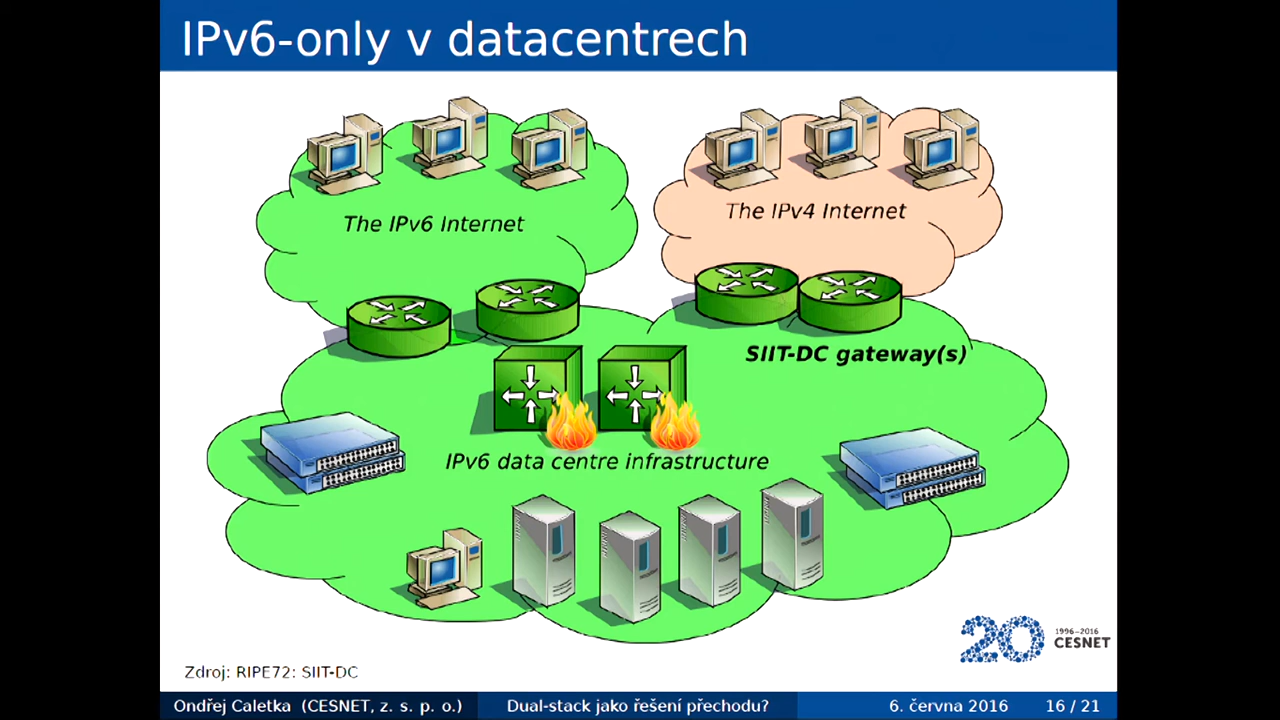 IPv6-only v datacentrech
The IPv6 Internet
The IPv4 Internet
SIIT-DC gateway(s)
IPv6 data centre infrastructure
20 1996–2016
CESNET
Zdroj: RIPE72: SIIT-DC
Ondřej Caletka (CESNET, z. s. p. o.) Dual-stack jako řešení přechodu? 6. června 2016 16 / 21